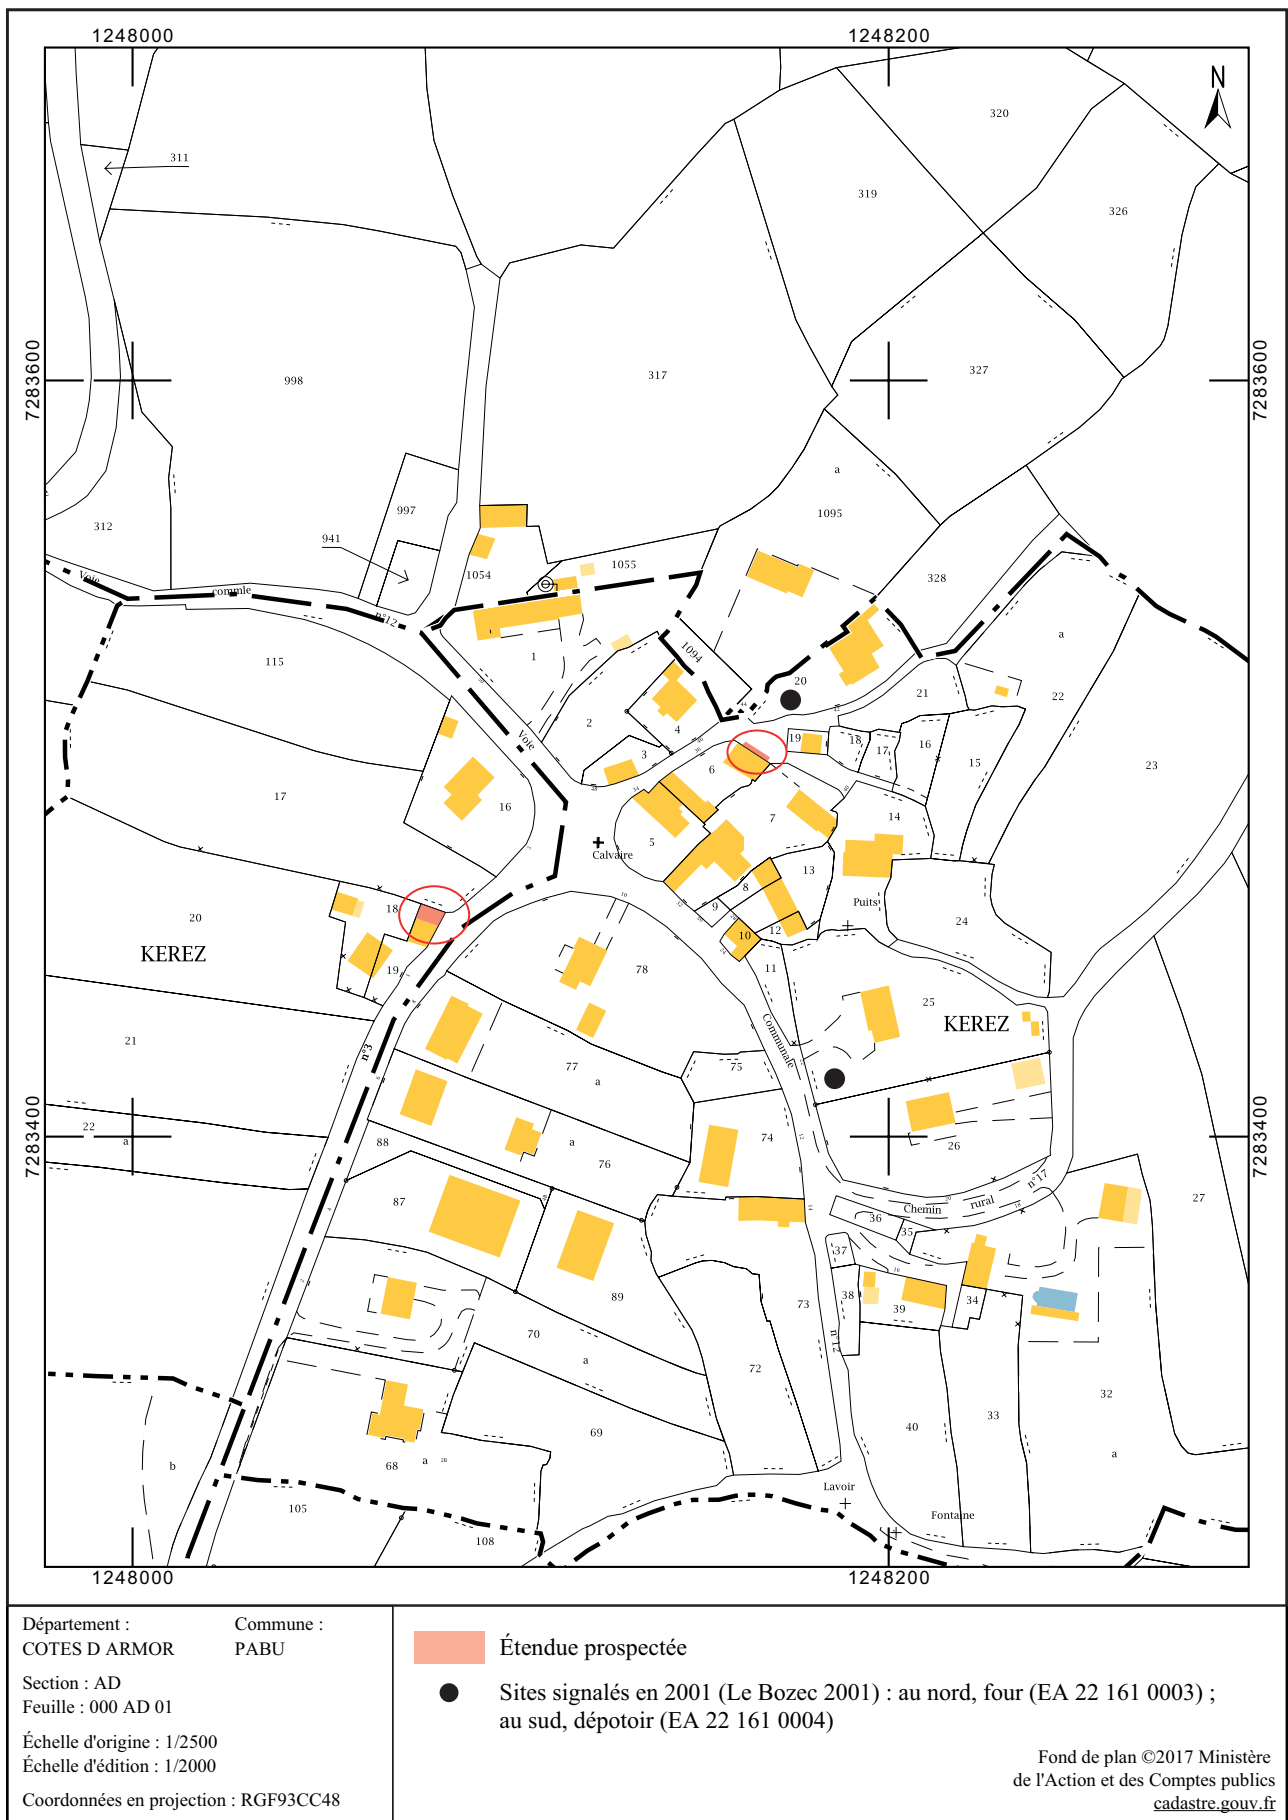 1248000 1248200
N
320
311
319
326
7283600 7283600
998 317 327
a
997 1095
312
941
1054 1055 328
Voie commle n°12
a
1 1094
115
20 21 22
2 4
Voie
3 19 18 17 16 15 23
6
17 16 7 14
5
Calvaire
13
8
18 9 Puits
20 10 12 24
KEREZ
19 11
78 25
KEREZ
21
n°3
Communale
77 a 75
7283400 7283400
22 a
88 a 74
76 26
87 Chemin rural n°17 27
36
35
37
38 39 34
89 73
70 n°12
a
72 32
40 33
69
b 68 a a
28
Lavoir
105 Fontaine
108
1248000 1248200
Département : Commune :
COTES D ARMOR PABU
Section : AD
Feuille : 000 AD 01
Échelle d'origine : 1/2500
Échelle d'édition : 1/2000
Coordonnées en projection : RGF93CC48
Étendue prospectée
Sites signalés en 2001 (Le Bozec 2001) : au nord, four (EA 22 161 0003) ;
au sud, dépotoir (EA 22 161 0004)
Fond de plan ©2017 Ministère
de l'Action et des Comptes publics
cadastre.gouv.fr